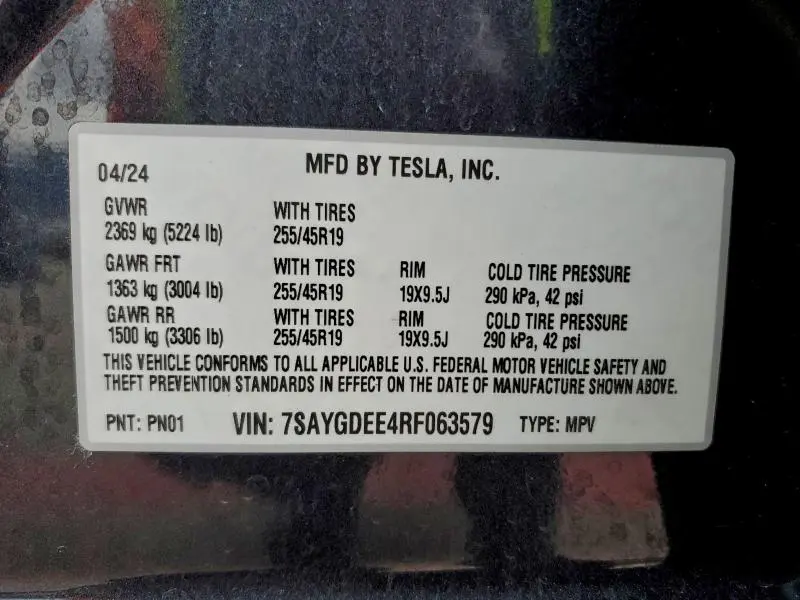 MFD BY TESLA, INC.
04/24
GVWR WITH TIRES
2369 kg (5224 lb) 255/45R19
GAWR FRT WITH TIRES RIM COLD TIRE PRESSURE
1363 kg (3004 lb) 255/45R19 19X9.5J 290 kPa, 42 psi
GAWR RR WITH TIRES RIM COLD TIRE PRESSURE
1500 kg (3306 lb) 255/45R19 19X9.5J 290 kPa, 42 psi
THIS VEHICLE CONFORMS TO ALL APPLICABLE U.S. FEDERAL MOTOR VEHICLE SAFETY AND
THEFT PREVENTION STANDARDS IN EFFECT ON THE DATE OF MANUFACTURE SHOWN ABOVE.
PNT: PN01 VIN: 7SAYGDEE4RF063579 TYPE: MPV